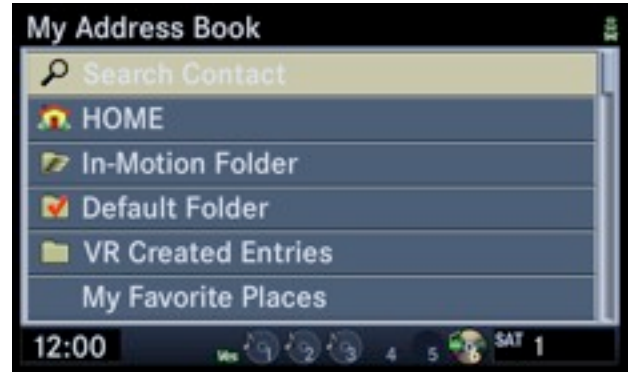 My Address Book
Search Contact
HOME
In-Motion Folder
Default Folder
VR Created Entries
My Favorite Places
12:00 1 2 3 4 5 6 SAT 1